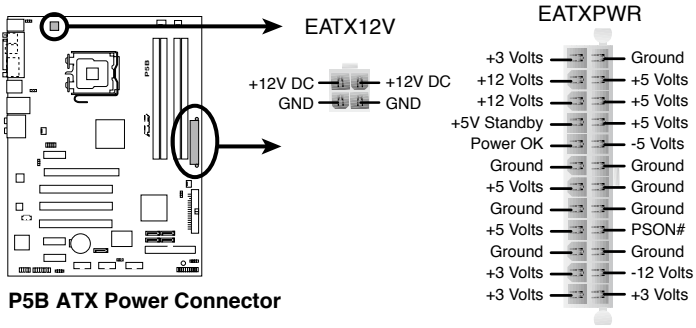 EATX12V
+12V DC +12V DC
GND GND
EATXPWR
+3 Volts Ground
+12 Volts +5 Volts
+12 Volts +5 Volts
+5V Standby +5 Volts
Power OK -5 Volts
Ground Ground
+5 Volts Ground
Ground Ground
+5 Volts PSON#
Ground Ground
+3 Volts -12 Volts
+3 Volts +3 Volts
P5B
P5B ATX Power Connector